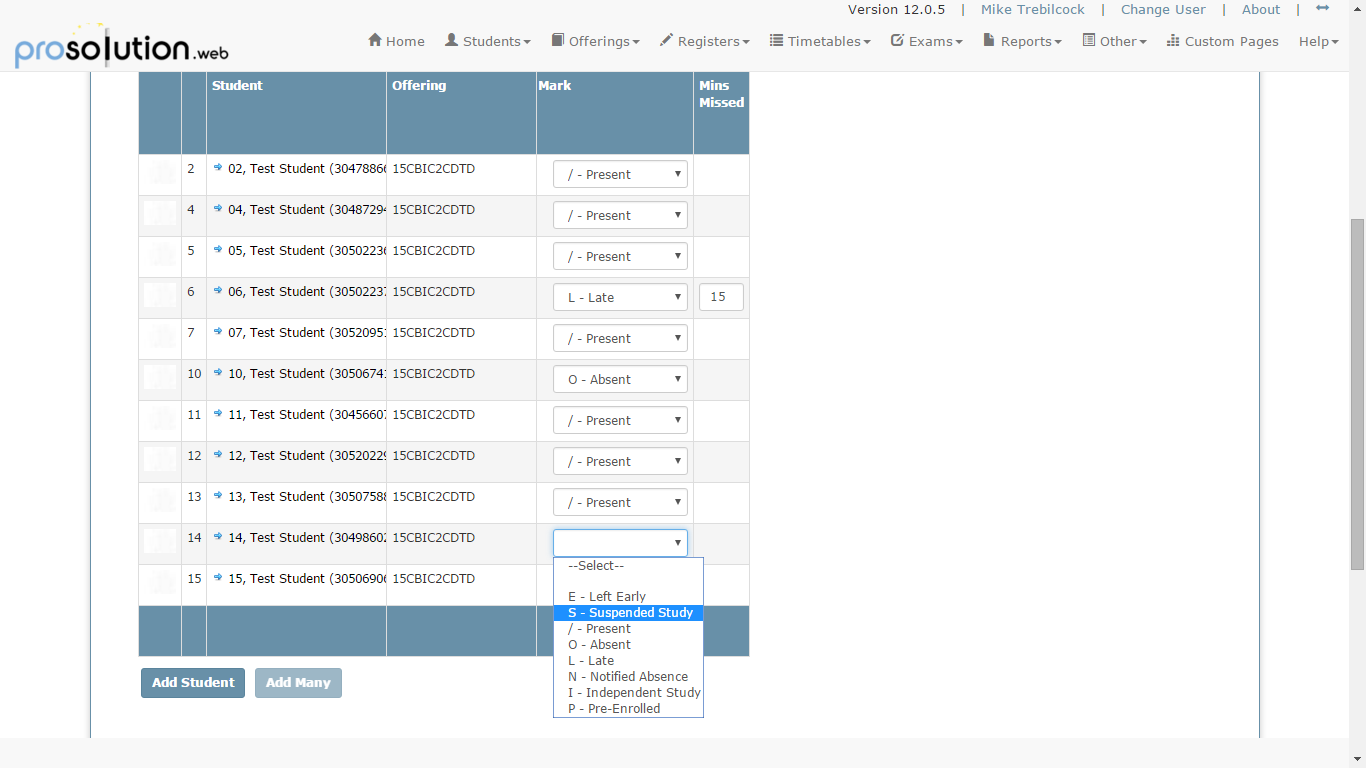 Version 12.0.5 | Mike Trebilcock | Change User | About |
prosolution.web
Home Students Offerings Registers Timetables Exams Reports Other Custom Pages Help
Student Offering Mark Mins Missed
2 02, Test Student (3047886 15CBIC2CDTD / - Present
4 04, Test Student (3048729 15CBIC2CDTD / - Present
5 05, Test Student (3050223 15CBIC2CDTD / - Present
6 06, Test Student (3050223 15CBIC2CDTD L - Late 15
7 07, Test Student (3052095 15CBIC2CDTD / - Present
10 10, Test Student (3050674 15CBIC2CDTD O - Absent
11 11, Test Student (3045660 15CBIC2CDTD / - Present
12 12, Test Student (3052022 15CBIC2CDTD / - Present
13 13, Test Student (3050758 15CBIC2CDTD / - Present
14 14, Test Student (3049860 15CBIC2CDTD
15 15, Test Student (3050690 15CBIC2CDTD
--Select--
E - Left Early
S - Suspended Study
/ - Present
O - Absent
L - Late
N - Notified Absence
I - Independent Study
P - Pre-Enrolled
Add Student Add Many